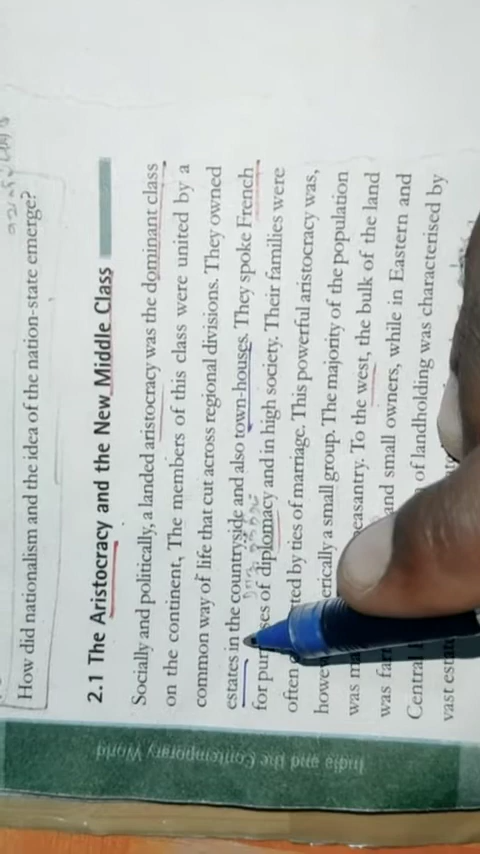 How did nationalism and the idea of the nation-state emerge?
2.1 The Aristocracy and the New Middle Class
Socially and politically, a landed aristocracy was the dominant class
on the continent, The members of this class were united by a
common way of life that cut across regional divisions. They owned
estates in the countryside and also town-houses. They spoke French
for purposes of diplomacy and in high society. Their families were
often ted by ties of marriage. This powerful aristocracy was,
howe erically a small group. The majority of the population
was ma easantry. To the west, the bulk of the land
was far and small owners, while in Eastern and
Central of landholding was characterised by
vast estate
India and the Contemporary World